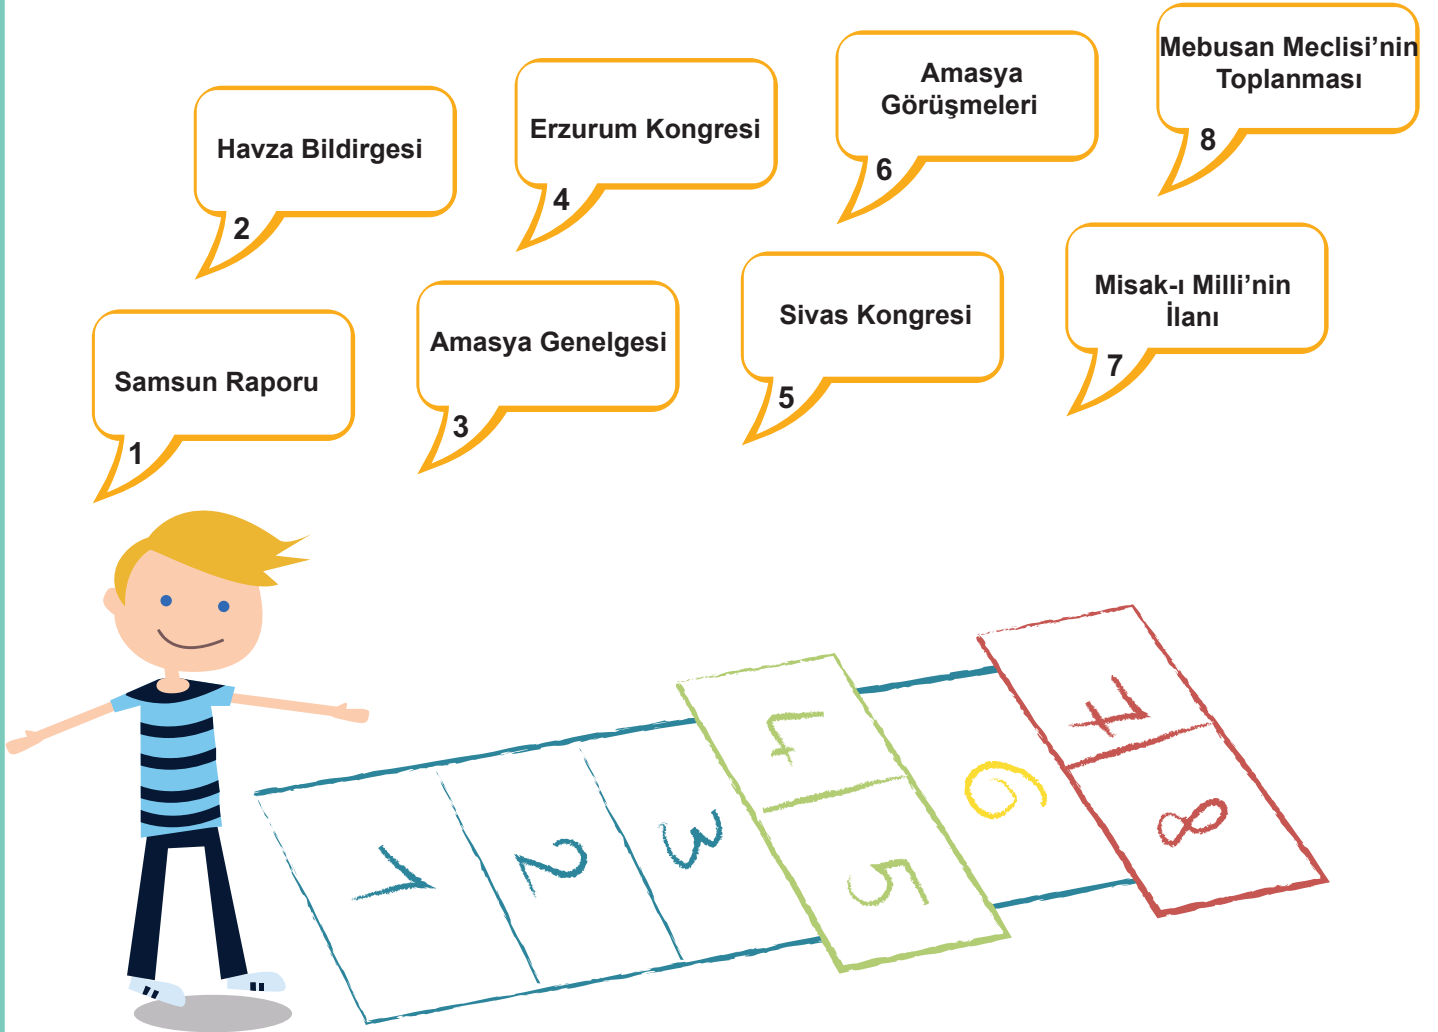 Samsun Raporu
1
Havza Bildirgesi
2
Amasya Genelgesi
3
Erzurum Kongresi
4
Sivas Kongresi
5
Amasya
Görüşmeleri
6
Misak-ı Milli’nin
İlanı
7
Mebusan Meclisi’nin
Toplanması
8
1
2
3
4
5
6
7
8